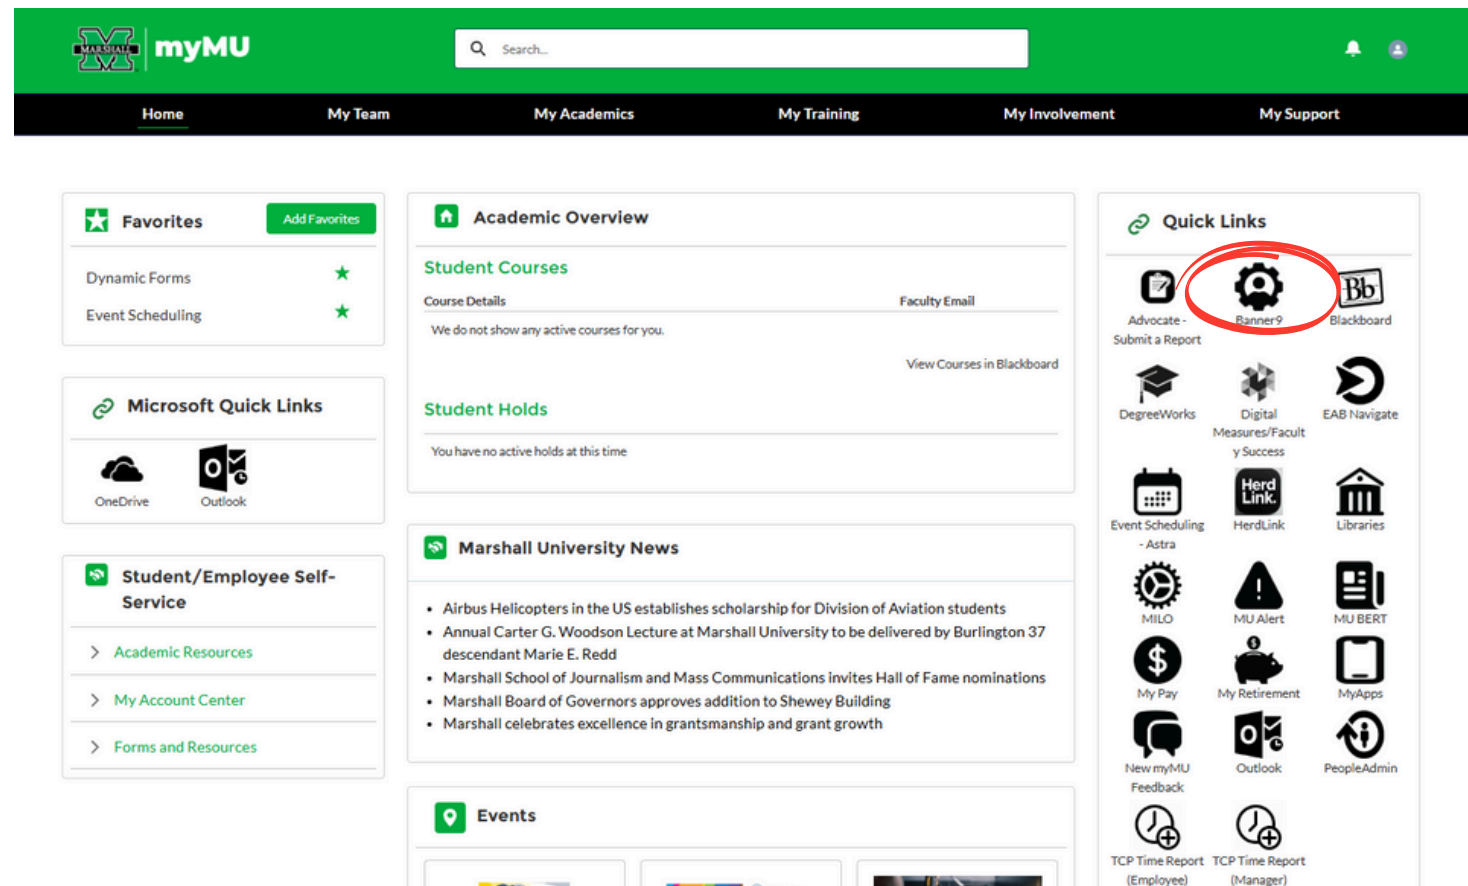 MARSHALL myMU
Search...
Home My Team My Academics My Training My Involvement My Support
Favorites
Add Favorites
Dynamic Forms
Event Scheduling
Microsoft Quick Links
OneDrive Outlook
Student/Employee Self-
Service
Academic Resources
My Account Center
Forms and Resources
Academic Overview
Student Courses
Course Details Faculty Email
We do not show any active courses for you.
View Courses in Blackboard
Student Holds
You have no active holds at this time
Marshall University News
• Airbus Helicopters in the US establishes scholarship for Division of Aviation students
• Annual Carter G. Woodson Lecture at Marshall University to be delivered by Burlington 37
descendant Marie E. Redd
• Marshall School of Journalism and Mass Communications invites Hall of Fame nominations
• Marshall Board of Governors approves addition to Shewey Building
• Marshall celebrates excellence in grantsmanship and grant growth
Events
Quick Links
Bb
Advocate -
Submit a Report
Banner9
Blackboard
DegreeWorks
Digital
Measures/Facult
y Success
EAB Navigate
Herd
Link.
Event Scheduling
- Astra
HerdLink
Libraries
MILO
MU Alert
MU BERT
My Pay
My Retirement
MyApps
New myMU
Feedback
Outlook
PeopleAdmin
TCP Time Report
(Employee)
TCP Time Report
(Manager)